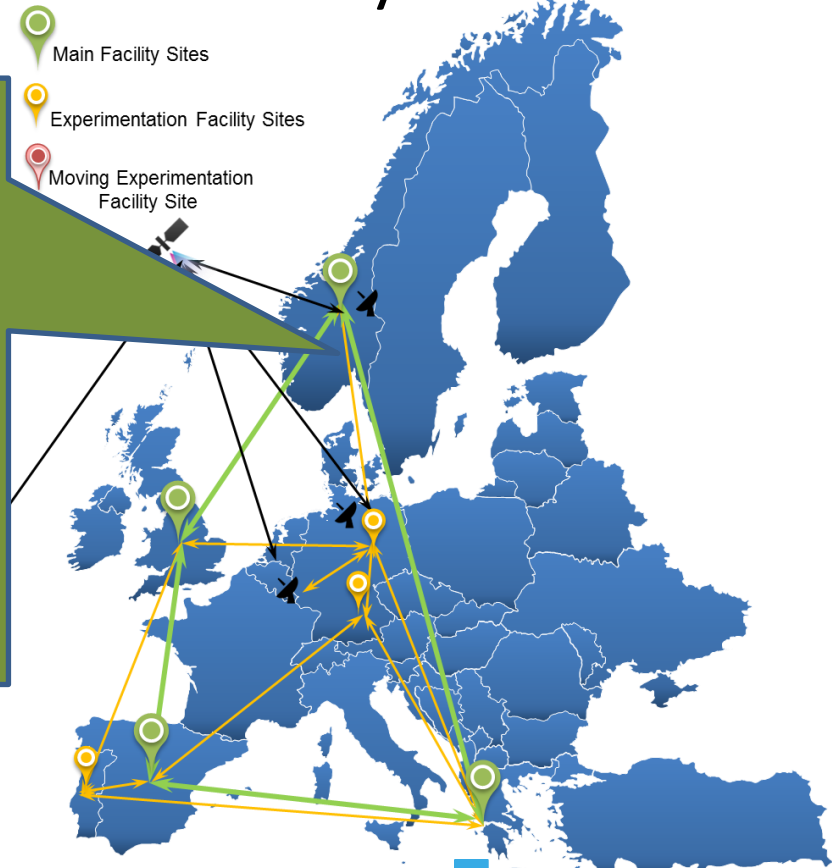 Main Facility Sites
Experimentation Facility Sites
Moving Experimentation
Facility Site